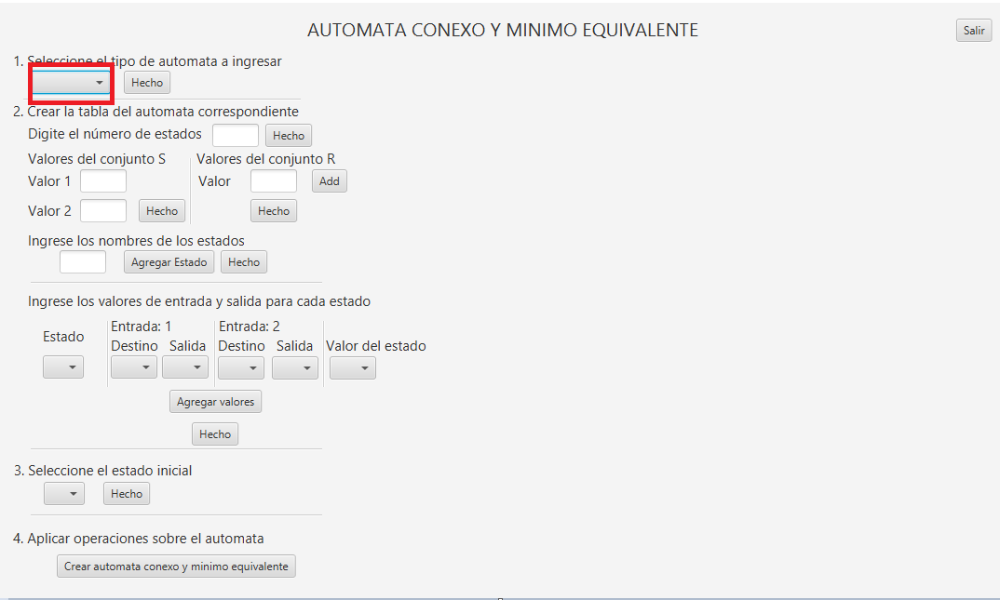 AUTOMATA CONEXO Y MINIMO EQUIVALENTE
Salir
1. Seleccione el tipo de automata a ingresar
Hecho
2. Crear la tabla del automata correspondiente
Digite el número de estados
Hecho
Valores del conjunto S
Valores del conjunto R
Valor 1
Valor
Add
Valor 2
Hecho
Hecho
Ingrese los nombres de los estados
Agregar Estado
Hecho
Ingrese los valores de entrada y salida para cada estado
Estado
Entrada: 1
Entrada: 2
Destino Salida
Destino Salida
Valor del estado
Agregar valores
Hecho
3. Seleccione el estado inicial
Hecho
4. Aplicar operaciones sobre el automata
Crear automata conexo y minimo equivalente